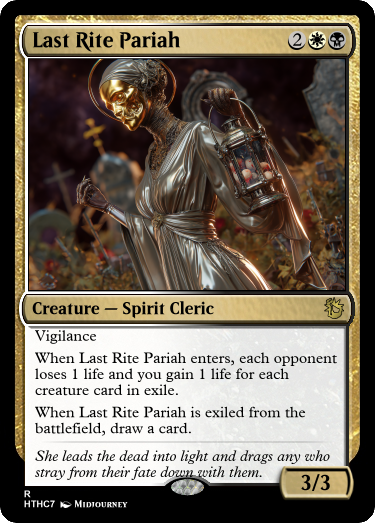 Last Rite Pariah 2
Creature — Spirit Cleric
Vigilance
When Last Rite Pariah enters, each opponent
loses 1 life and you gain 1 life for each
creature card in exile.
When Last Rite Pariah is exiled from the
battlefield, draw a card.
She leads the dead into light and drags any who
stray from their fate down with them.
3/3
R
HTHC7 Midjourney